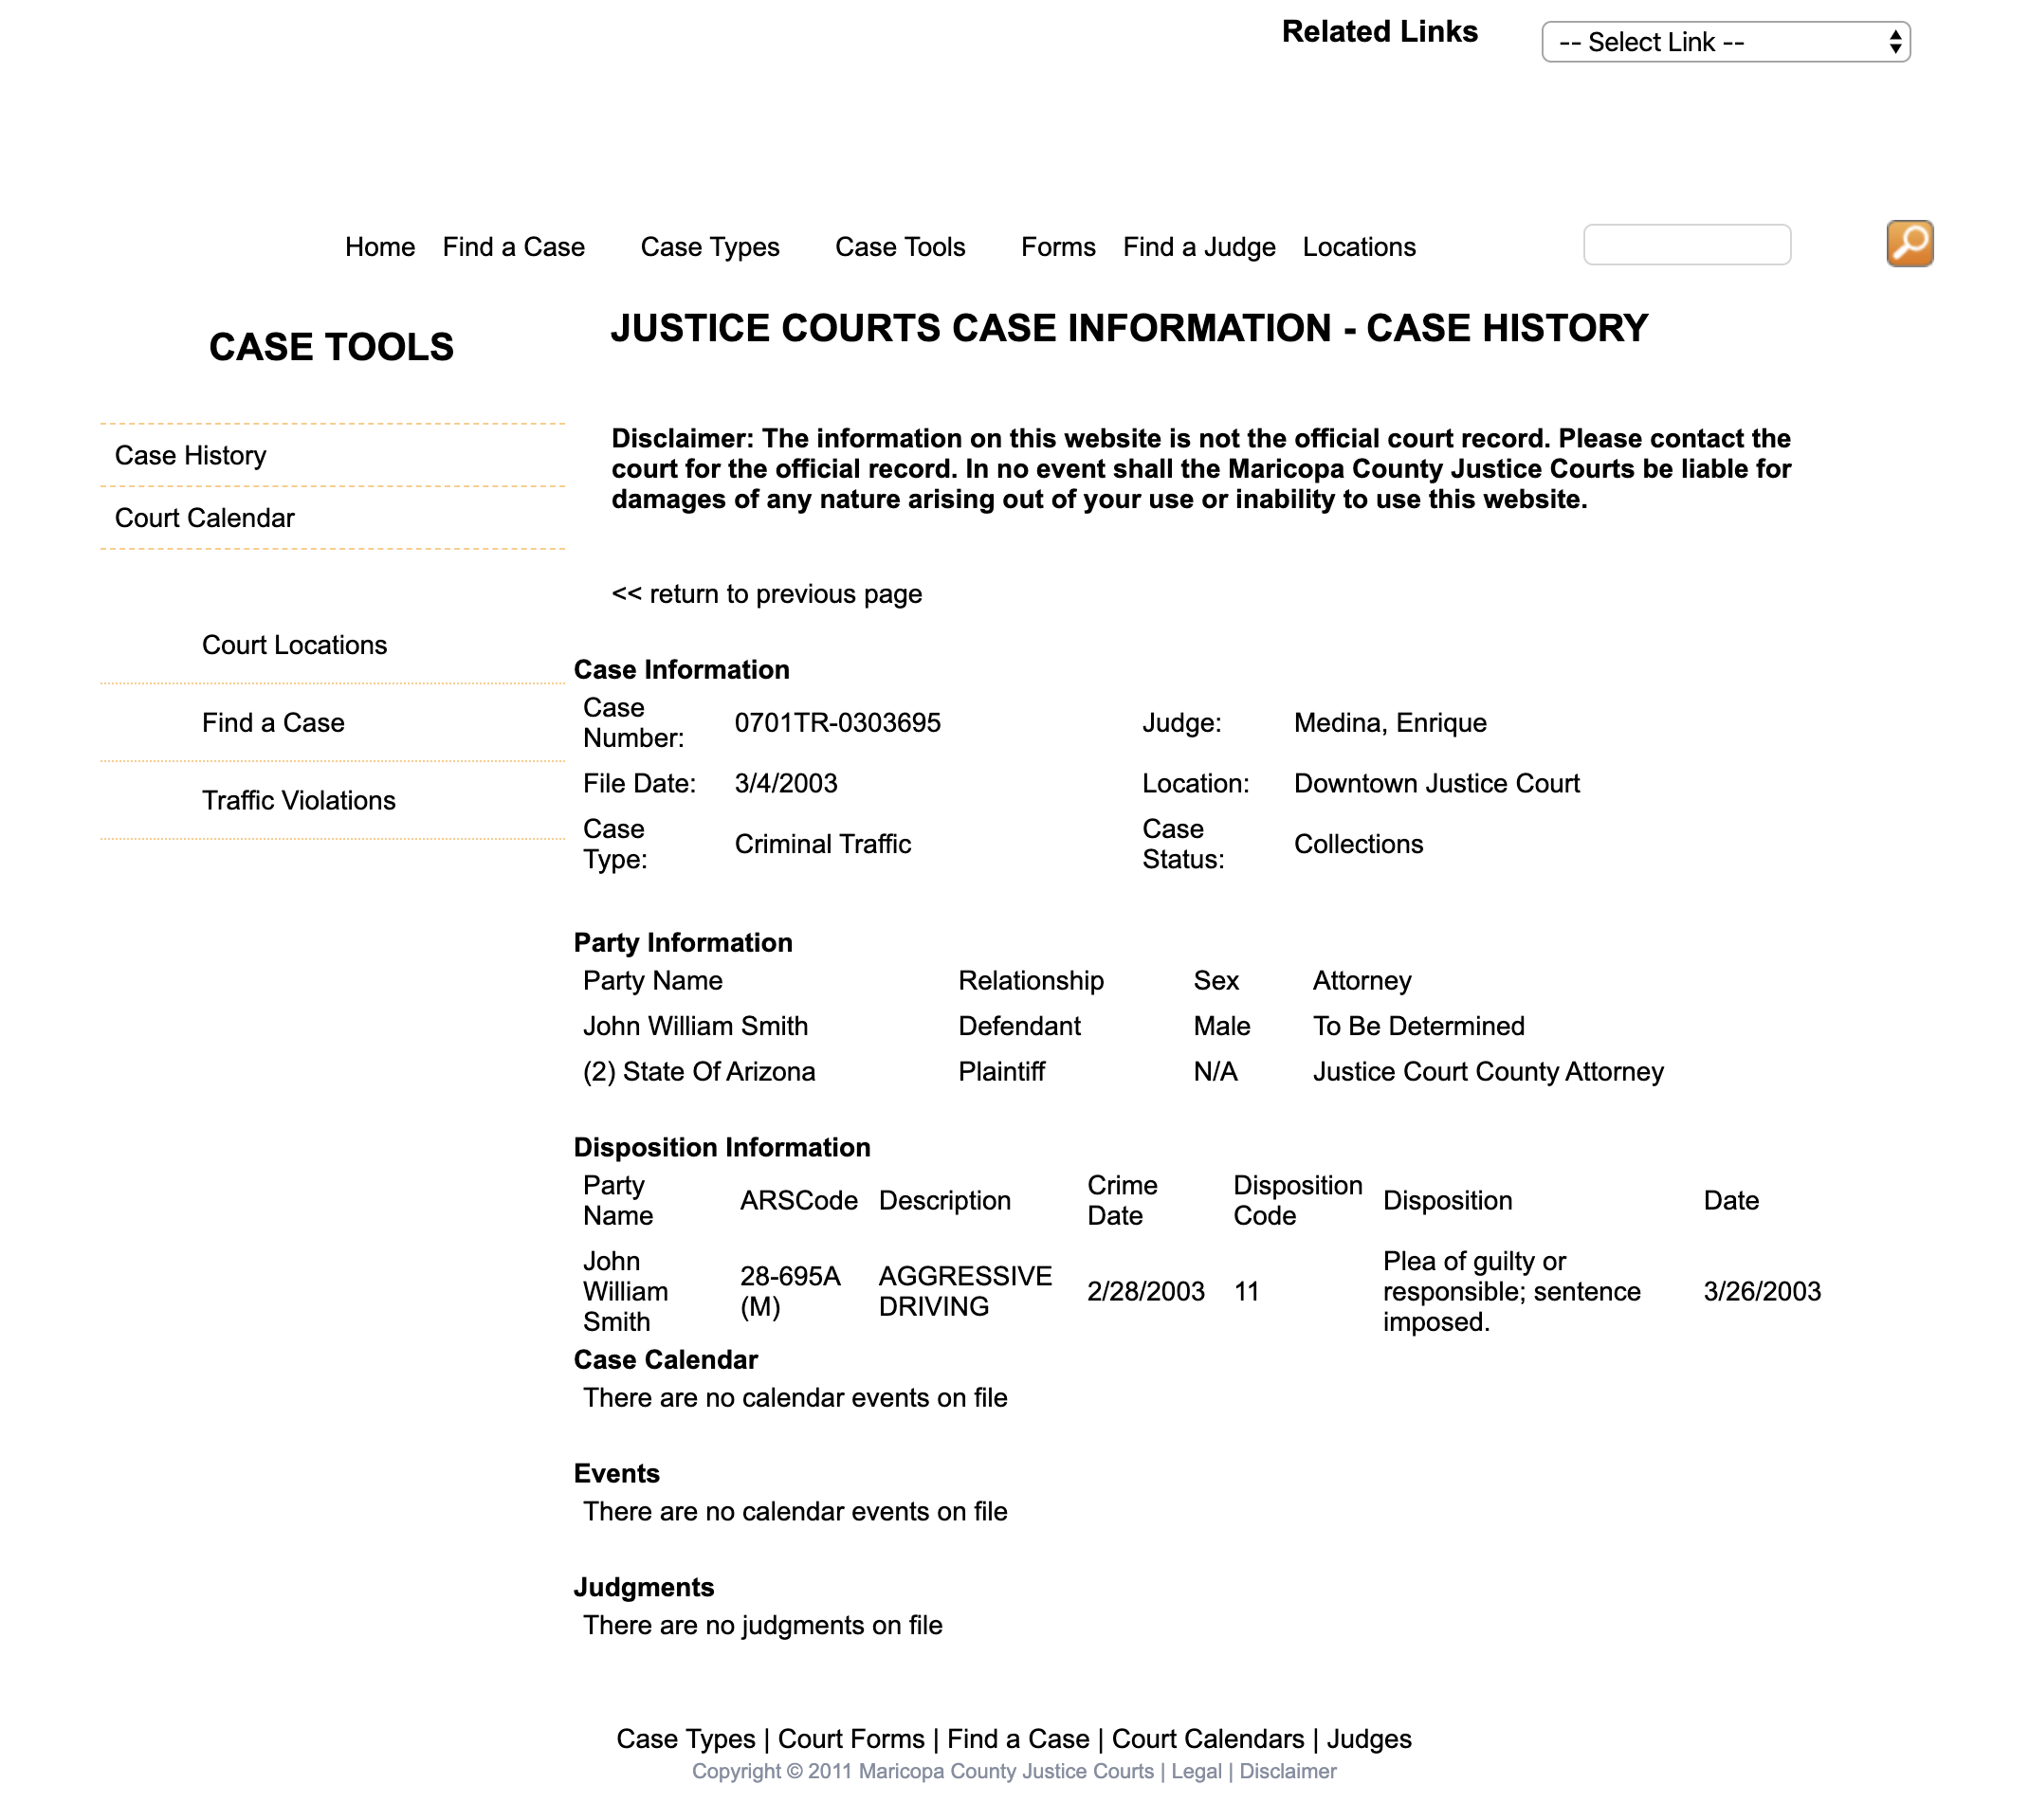 Related Links -- Select Link --
Home Find a Case Case Types Case Tools Forms Find a Judge Locations
CASE TOOLS
Case History
Court Calendar
Court Locations
Find a Case
Traffic Violations
JUSTICE COURTS CASE INFORMATION - CASE HISTORY
Disclaimer: The information on this website is not the official court record. Please contact the
court for the official record. In no event shall the Maricopa County Justice Courts be liable for
damages of any nature arising out of your use or inability to use this website.
<< return to previous page
Case Information
Case Number: 0701TR-0303695 Judge: Medina, Enrique
File Date: 3/4/2003 Location: Downtown Justice Court
Case Type: Criminal Traffic Case Status: Collections
Party Information
Party Name Relationship Sex Attorney
John William Smith Defendant Male To Be Determined
(2) State Of Arizona Plaintiff N/A Justice Court County Attorney
Disposition Information
Party Name ARSCode Description Crime Date Disposition Code Disposition Date
John William Smith 28-695A (M) AGGRESSIVE DRIVING 2/28/2003 11 Plea of guilty or responsible; sentence imposed. 3/26/2003
Case Calendar
There are no calendar events on file
Events
There are no calendar events on file
Judgments
There are no judgments on file
Case Types | Court Forms | Find a Case | Court Calendars | Judges
Copyright © 2011 Maricopa County Justice Courts | Legal | Disclaimer